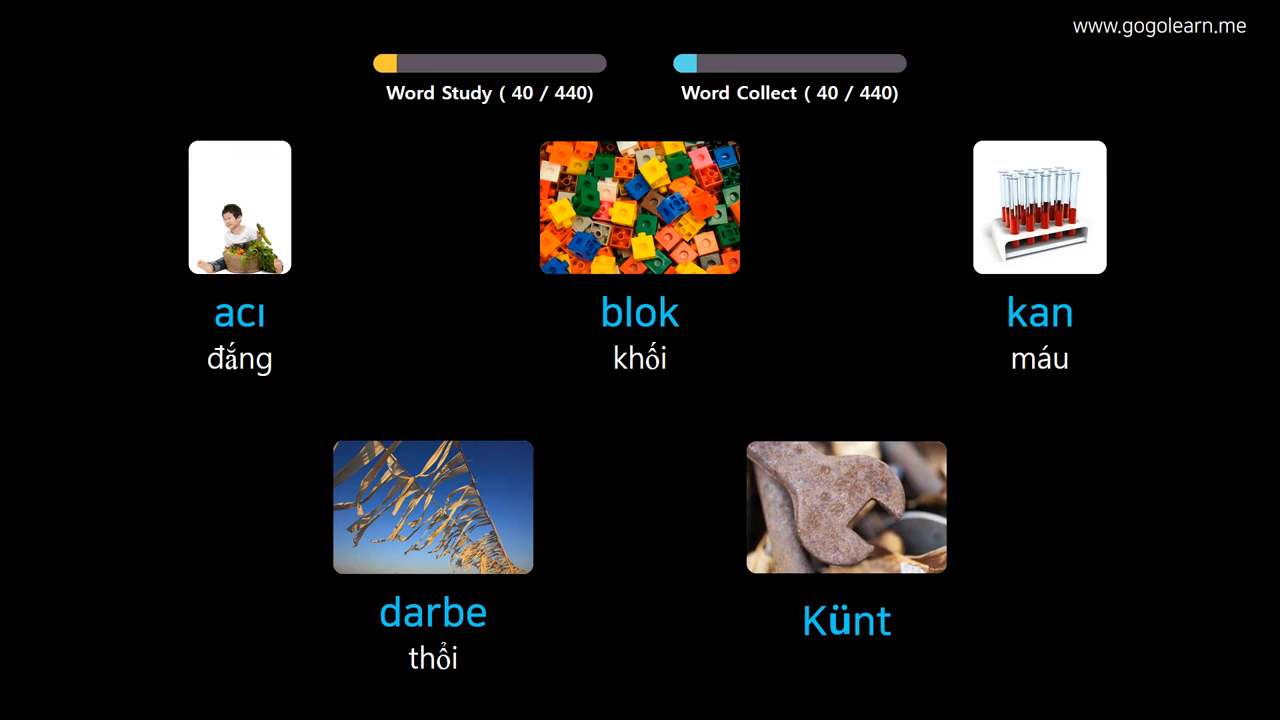 www.gogolearn.me
Word Study ( 40 / 440)
Word Collect ( 40 / 440)
acı
đắng
blok
khối
kan
máu
darbe
thổi
Künt